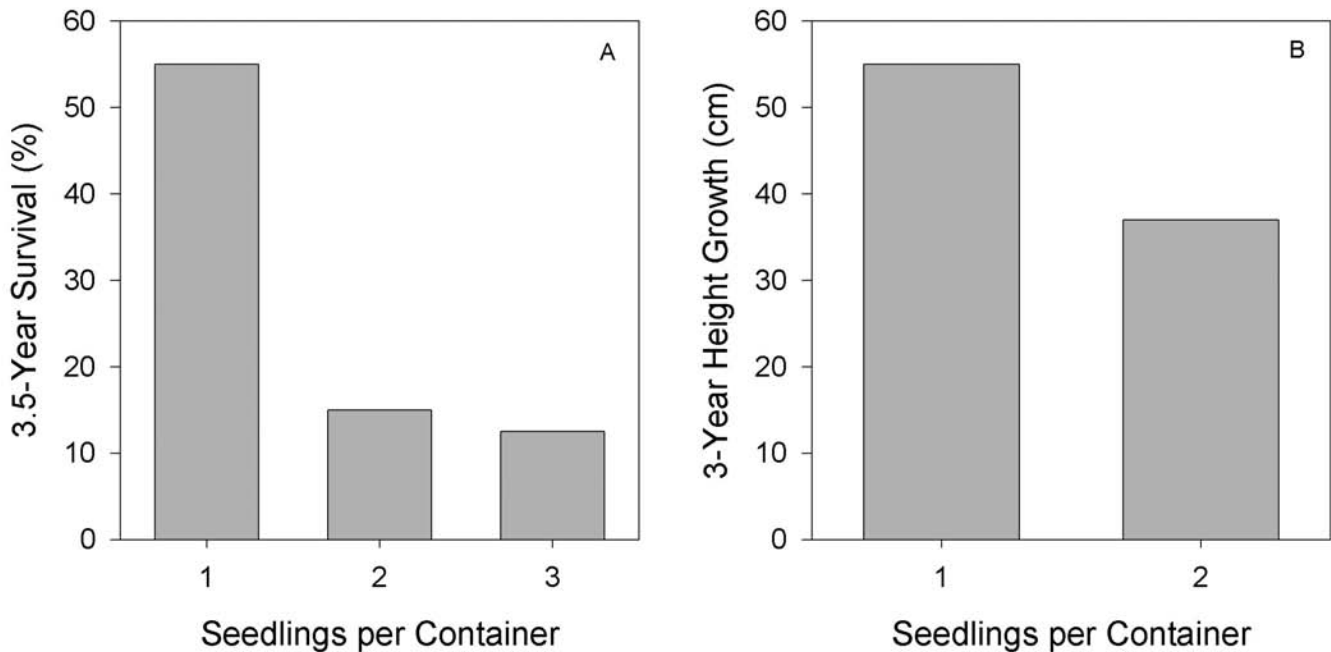 A
3.5-Year Survival (%)
60
50
40
30
20
10
0
1 2 3
Seedlings per Container
B
3-Year Height Growth (cm)
60
50
40
30
20
10
0
1 2
Seedlings per Container